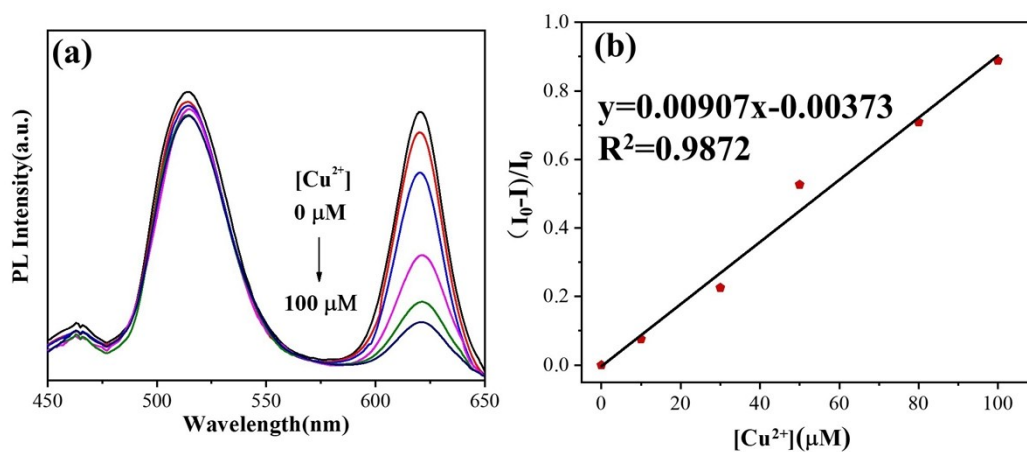 (a)
PL Intensity(a.u.)
[Cu²⁺]
0 μM
100 μM
450 500 550 600 650
Wavelength(nm)
(b)
y=0.00907x-0.00373
R²=0.9872
(I₀-I)/I₀
1.0
0.8
0.6
0.4
0.2
0.0
0 20 40 60 80 100
[Cu²⁺](μM)